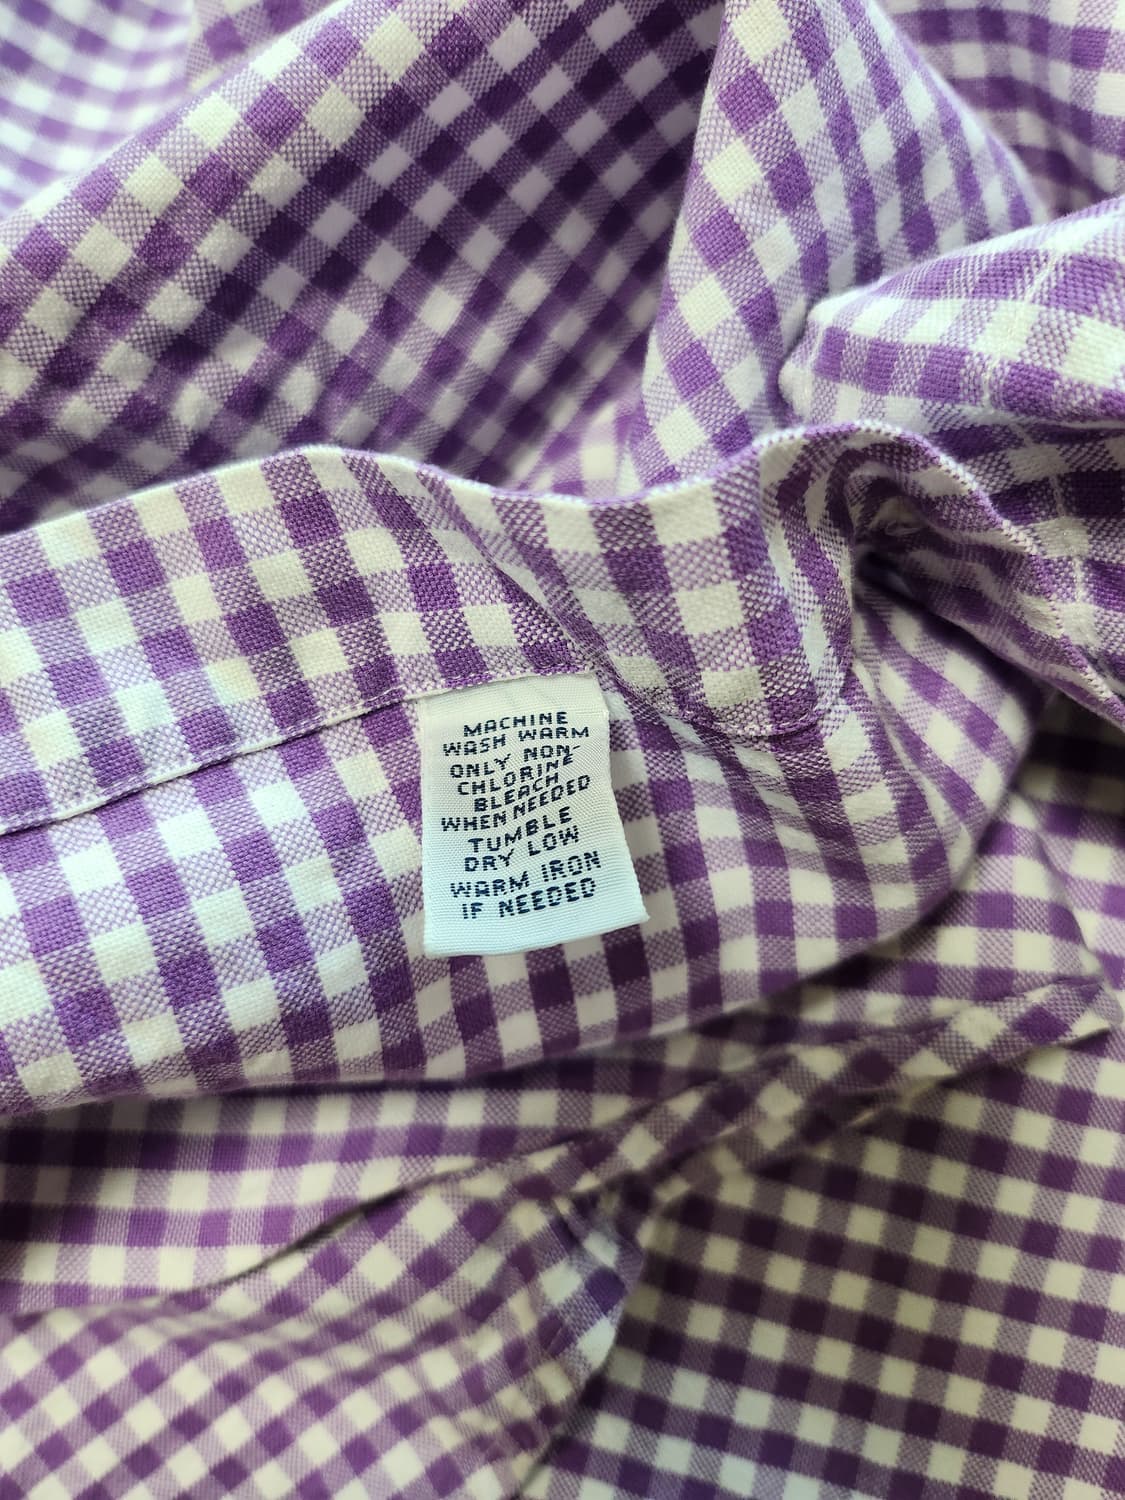 MACHINE
WASH WARM
ONLY NON-
CHLORINE
BLEACH
WHEN NEEDED
TUMBLE
DRY LOW
WARM IRON
IF NEEDED